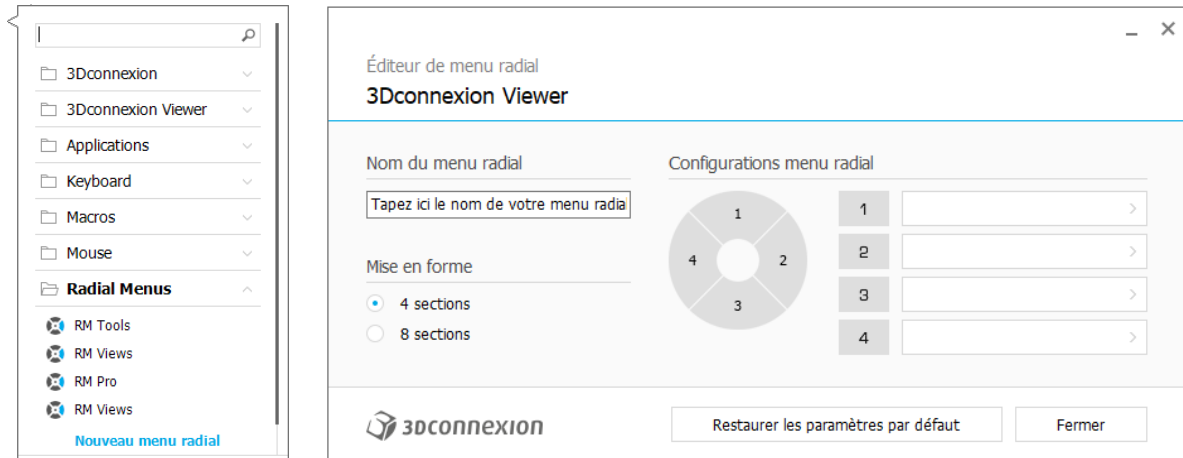 3Dconnexion
3Dconnexion Viewer
Applications
Keyboard
Macros
Mouse
Radial Menus
RM Tools
RM Views
RM Pro
RM Views
Nouveau menu radial
Éditeur de menu radial
3Dconnexion Viewer
Nom du menu radial
Tapez ici le nom de votre menu radia
Mise en forme
4 sections
8 sections
Configurations menu radial
1
4
2
3
1
2
3
4
3Dconnexion
Restaurer les paramètres par défaut
Fermer